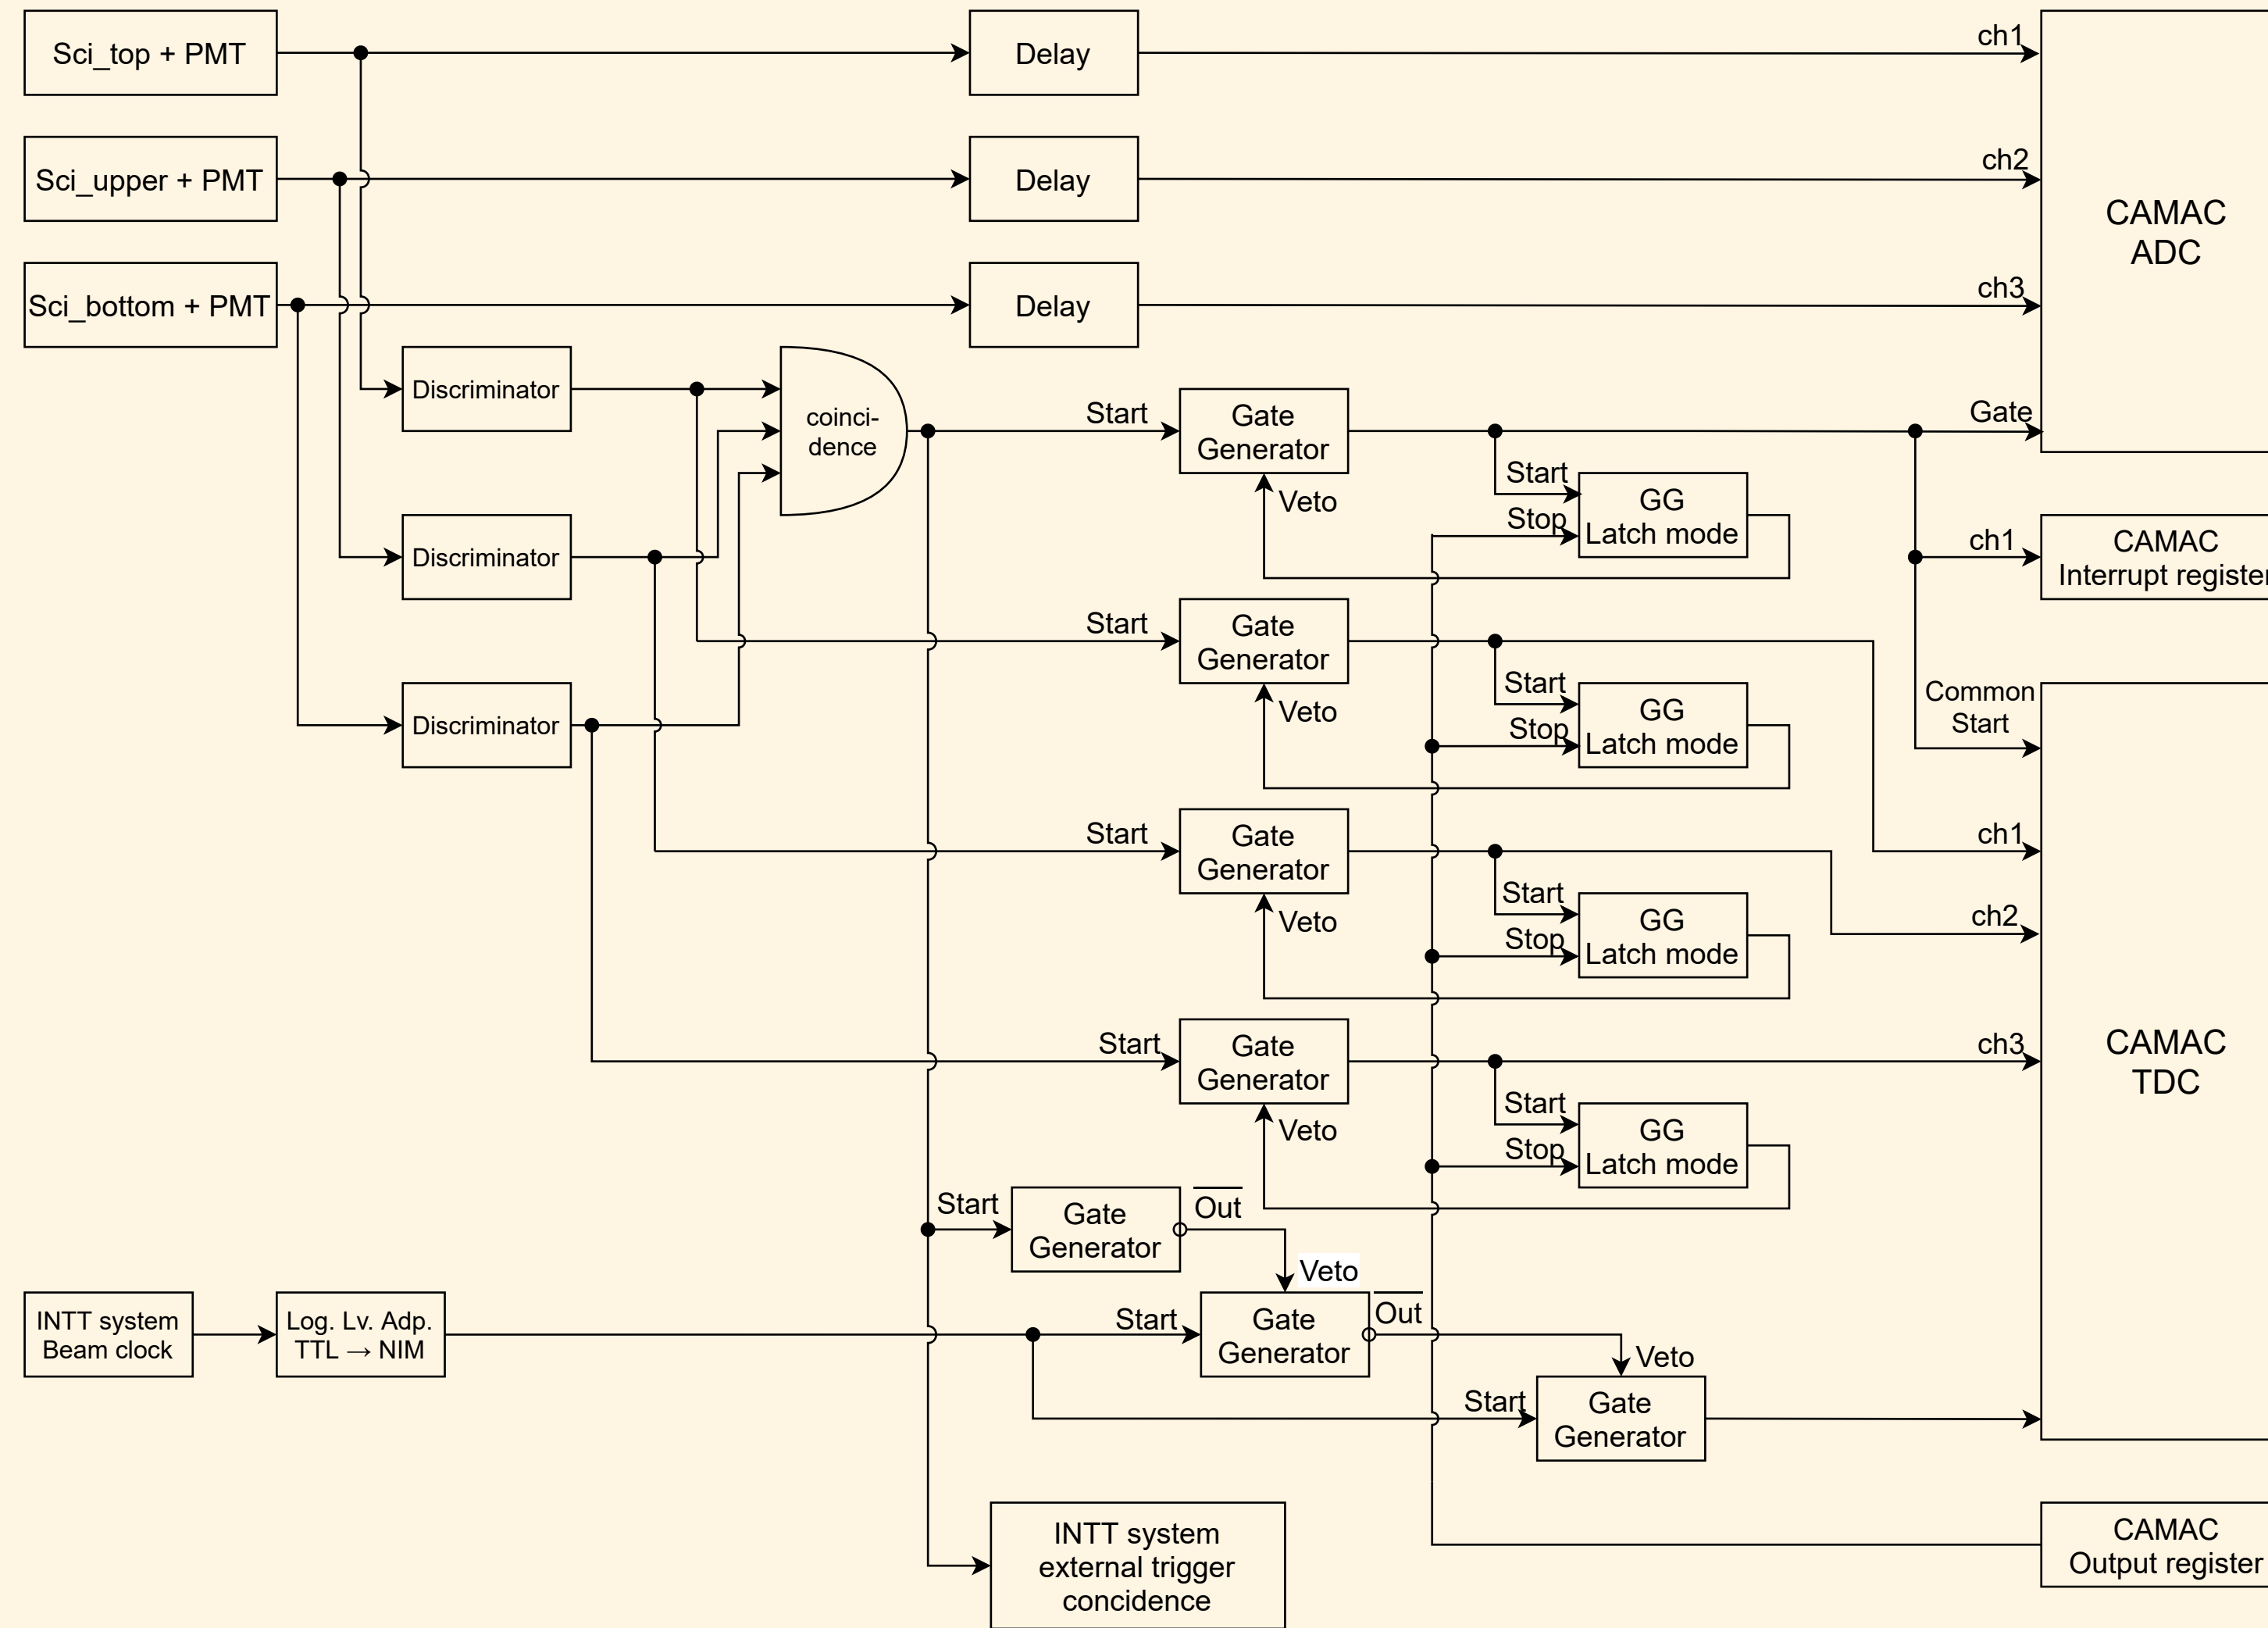 Sci_top + PMT
Delay
ch1
CAMAC
ADC
Sci_upper + PMT
Delay
ch2
Sci_bottom + PMT
Delay
ch3
Discriminator
coinci-
dence
Start
Gate
Generator
Gate
Veto
Start
Stop
GG
Latch mode
Discriminator
ch1
CAMAC
Interrupt register
Start
Gate
Generator
Veto
Start
Stop
GG
Latch mode
Common
Start
Discriminator
CAMAC
TDC
Start
Gate
Generator
ch1
Veto
Start
Stop
GG
Latch mode
ch2
Start
Gate
Generator
ch3
Veto
Start
Stop
GG
Latch mode
Start
Gate
Generator
Out
Veto
INTT system
Beam clock
Log. Lv. Adp.
TTL → NIM
Start
Gate
Generator
Out
Veto
Start
Gate
Generator
INTT system
external trigger
concidence
CAMAC
Output register